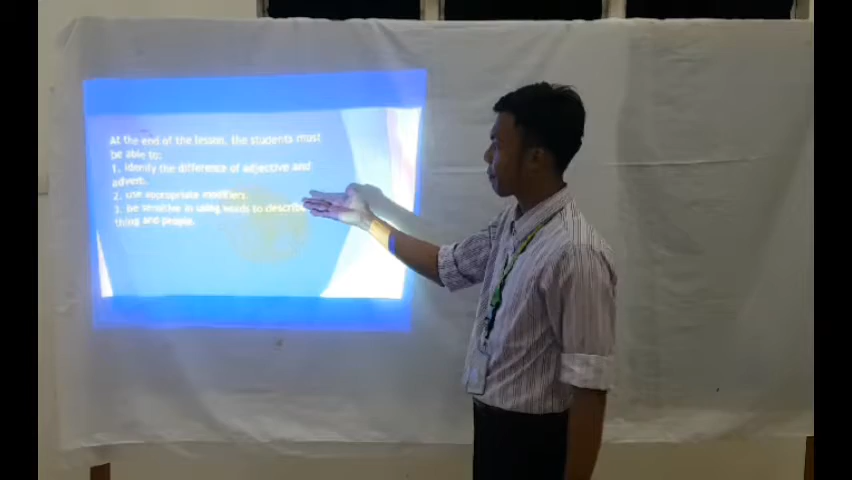 At the end of the lesson, the students must
be able to:
1. Idenify the difference of adjective and
adverb.
2. use appropriate modifiers.
3. Be sensitive in using words to describe
thing and people.